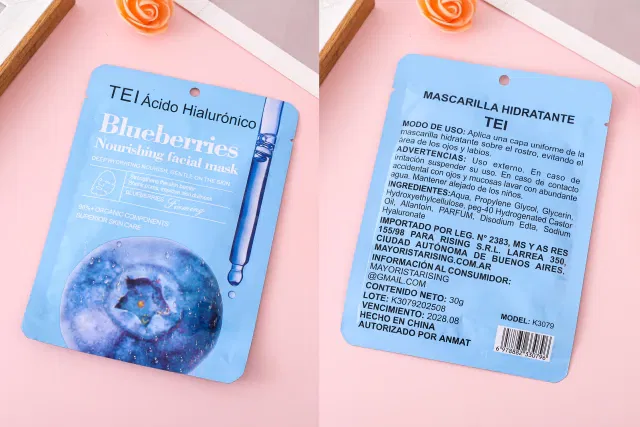 TEI Ácido Hialurónico
Blueberries
Nourishing facial mask
98%+ORGANIC COMPONENTS
SUPERIOR SKIN CARE
MASCARILLA HIDRATANTE
TEI
MODO DE USO: Aplica una capa uniforme de la
mascarilla hidratante sobre el rostro, evitando el
área de los ojos y labios.
ADVERTENCIAS: Uso externo. En caso de
irritación suspender su uso. En caso de contacto
accidental con ojos y mucosas lavar con abundante
agua. Mantener alejado de los niños.
INGREDIENTES:Aqua, Propylene Glycol, Glycerin,
Hydroxyethylcellulose, peg-40 Hydrogenated Castor
Oil, Allantoin, PARFUM, Disodium Edta, Sodium
Hyaluronate
IMPORTADO POR LEG. N° 2383, MS Y AS RES
155/98 PARA RISING S.R.L. LARREA 350,
CIUDAD AUTÓNOMA DE BUENOS AIRES,
MAYORISTARISING.COM.AR
INFORMACIÓN AL CONSUMIDOR:
MAYORISTARISING
@GMAIL.COM
CONTENIDO NETO: 30g
LOTE: K3079202508
VENCIMIENTO: 2028.08
HECHO EN CHINA
AUTORIZADO POR ANMAT
MODEL: K3079
6 978882 330796